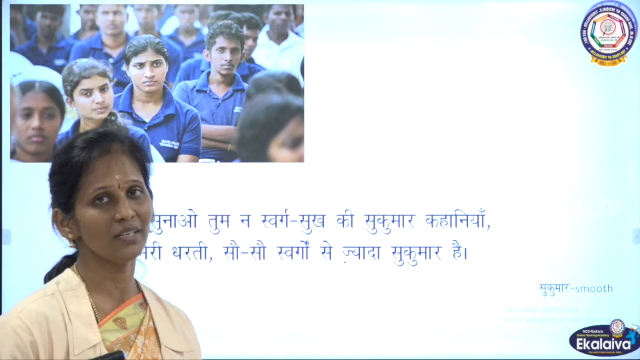 सुनाओ तुम न स्वर्ग-सुख की सुकुमार कहानियाँ,
धरती, सौ-सौ स्वर्गों से ज़्यादा सुकुमार है।
सुकुमार-smooth
Ekalaiva